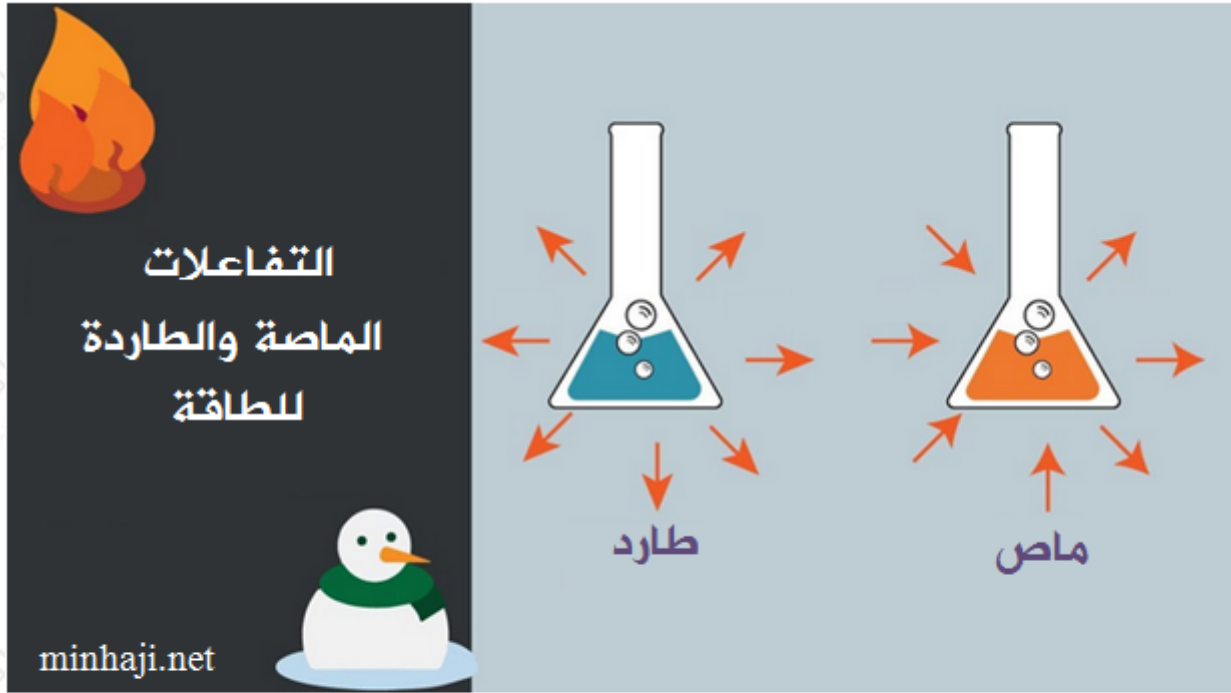 التفاعلات
الماصة والطاردة
للطاقة
طارد
ماص
minhaji.net